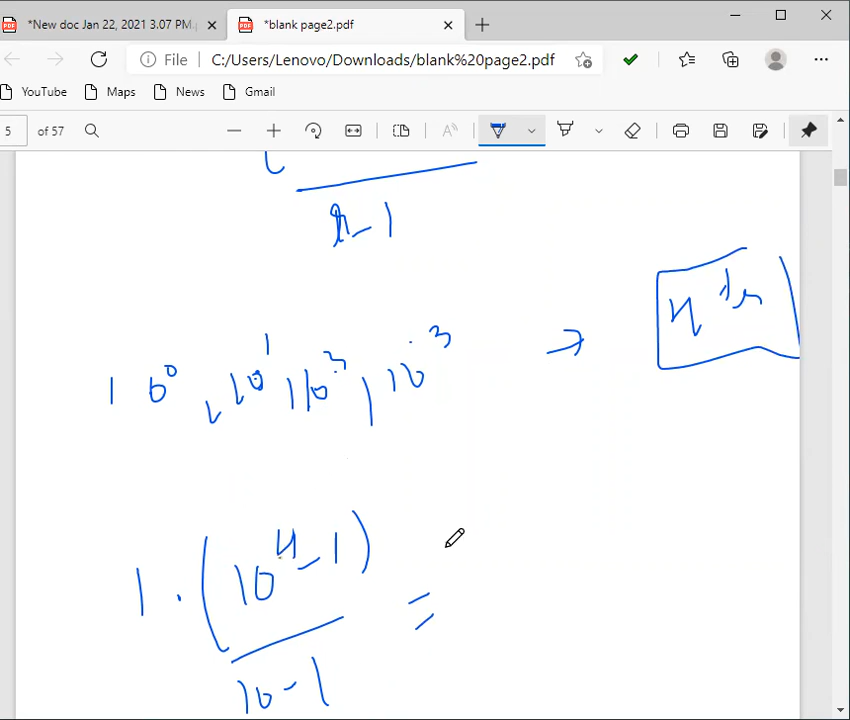 *New doc Jan 22, 2021 3.07 PM.p
*blank page2.pdf
File C:/Users/Lenovo/Downloads/blank%20page2.pdf
YouTube Maps News Gmail
5 of 57
r-1
10⁰, 10¹, 10², 10³ →
1 . (10⁴-1) =
10-1